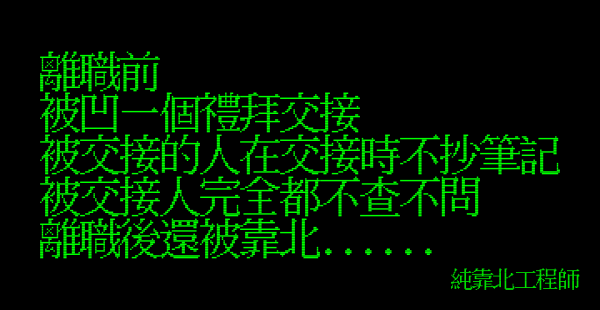 離職前
被凹一個禮拜交接
被交接的人在交接時不抄筆記
被交接人完全都不查不問
離職後還被靠北......
純靠北工程師